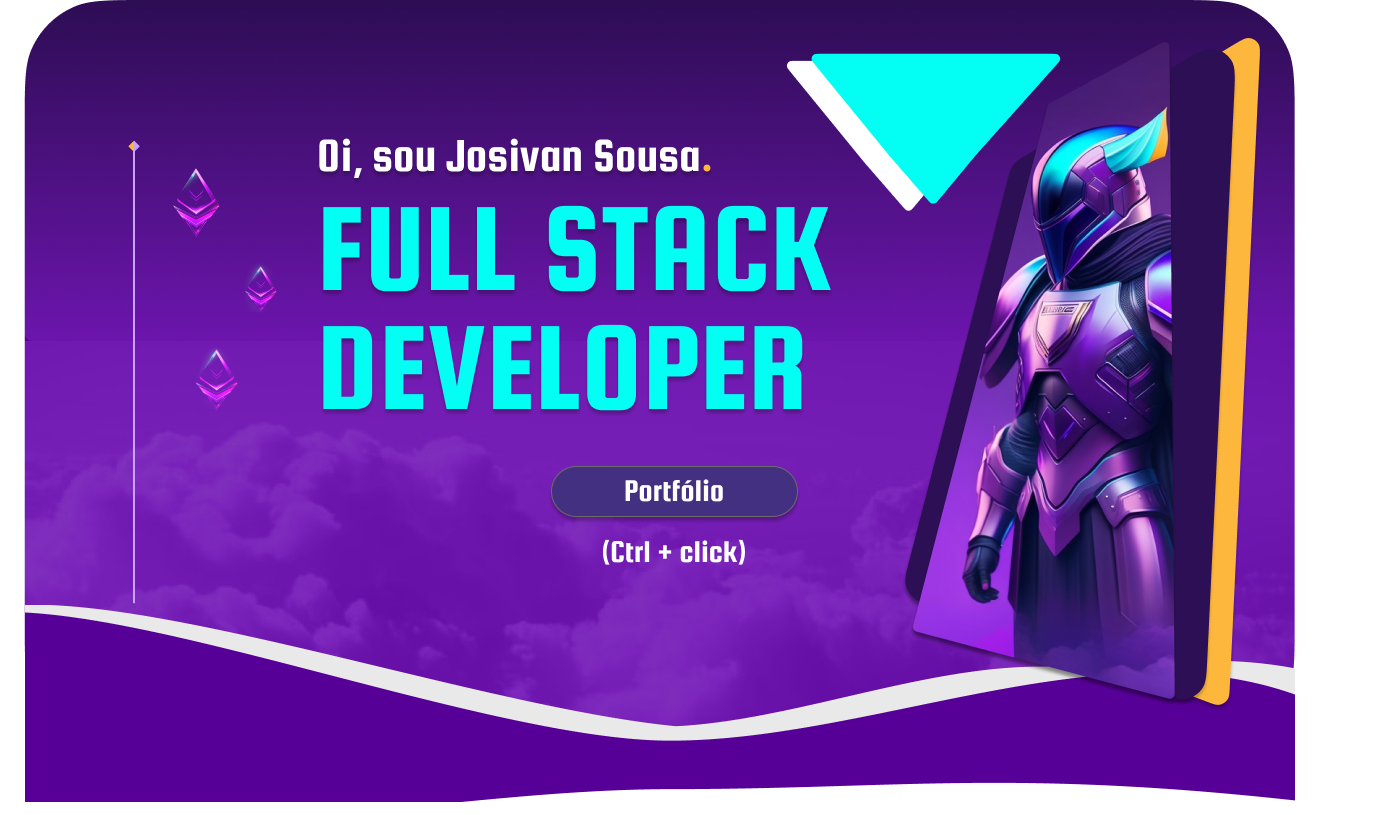 Oi, sou Josivan Sousa.
FULL STACK
DEVELOPER
Portfólio
(Ctrl + click)